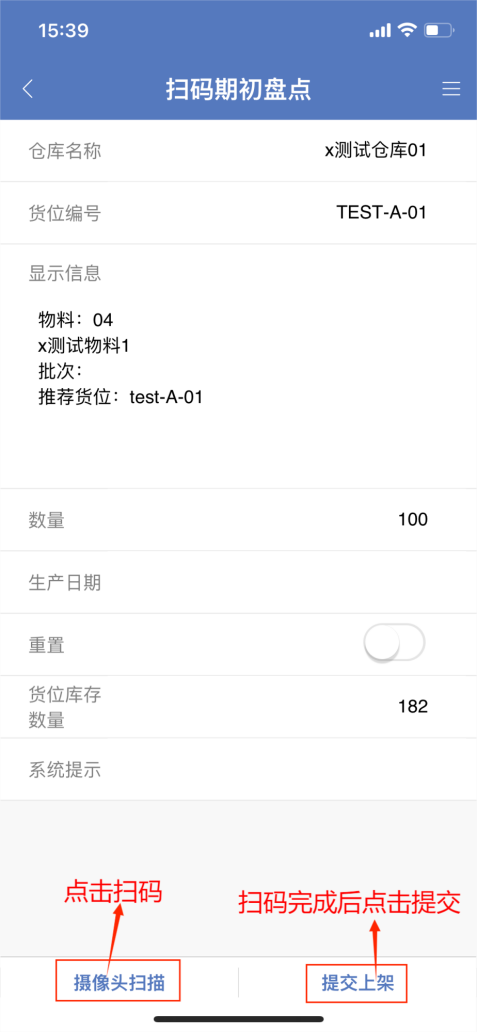 15:39
扫码期初盘点
仓库名称 x测试仓库01
货位编号 TEST-A-01
显示信息
物料：04
x测试物料1
批次：
推荐货位：test-A-01
数量 100
生产日期
重置
货位库存
数量 182
系统提示
点击扫码
扫码完成后点击提交
摄像头扫描 提交上架